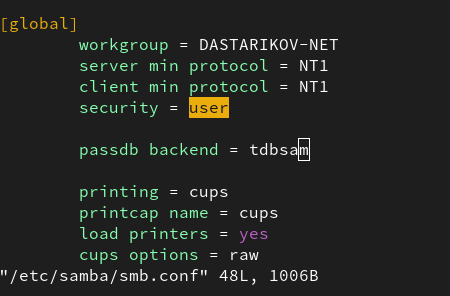 [global]
workgroup = DASTARIKOV-NET
server min protocol = NT1
client min protocol = NT1
security = user
passdb backend = tdbsam
printing = cups
printcap name = cups
load printers = yes
cups options = raw
"/etc/samba/smb.conf" 48L, 1006B